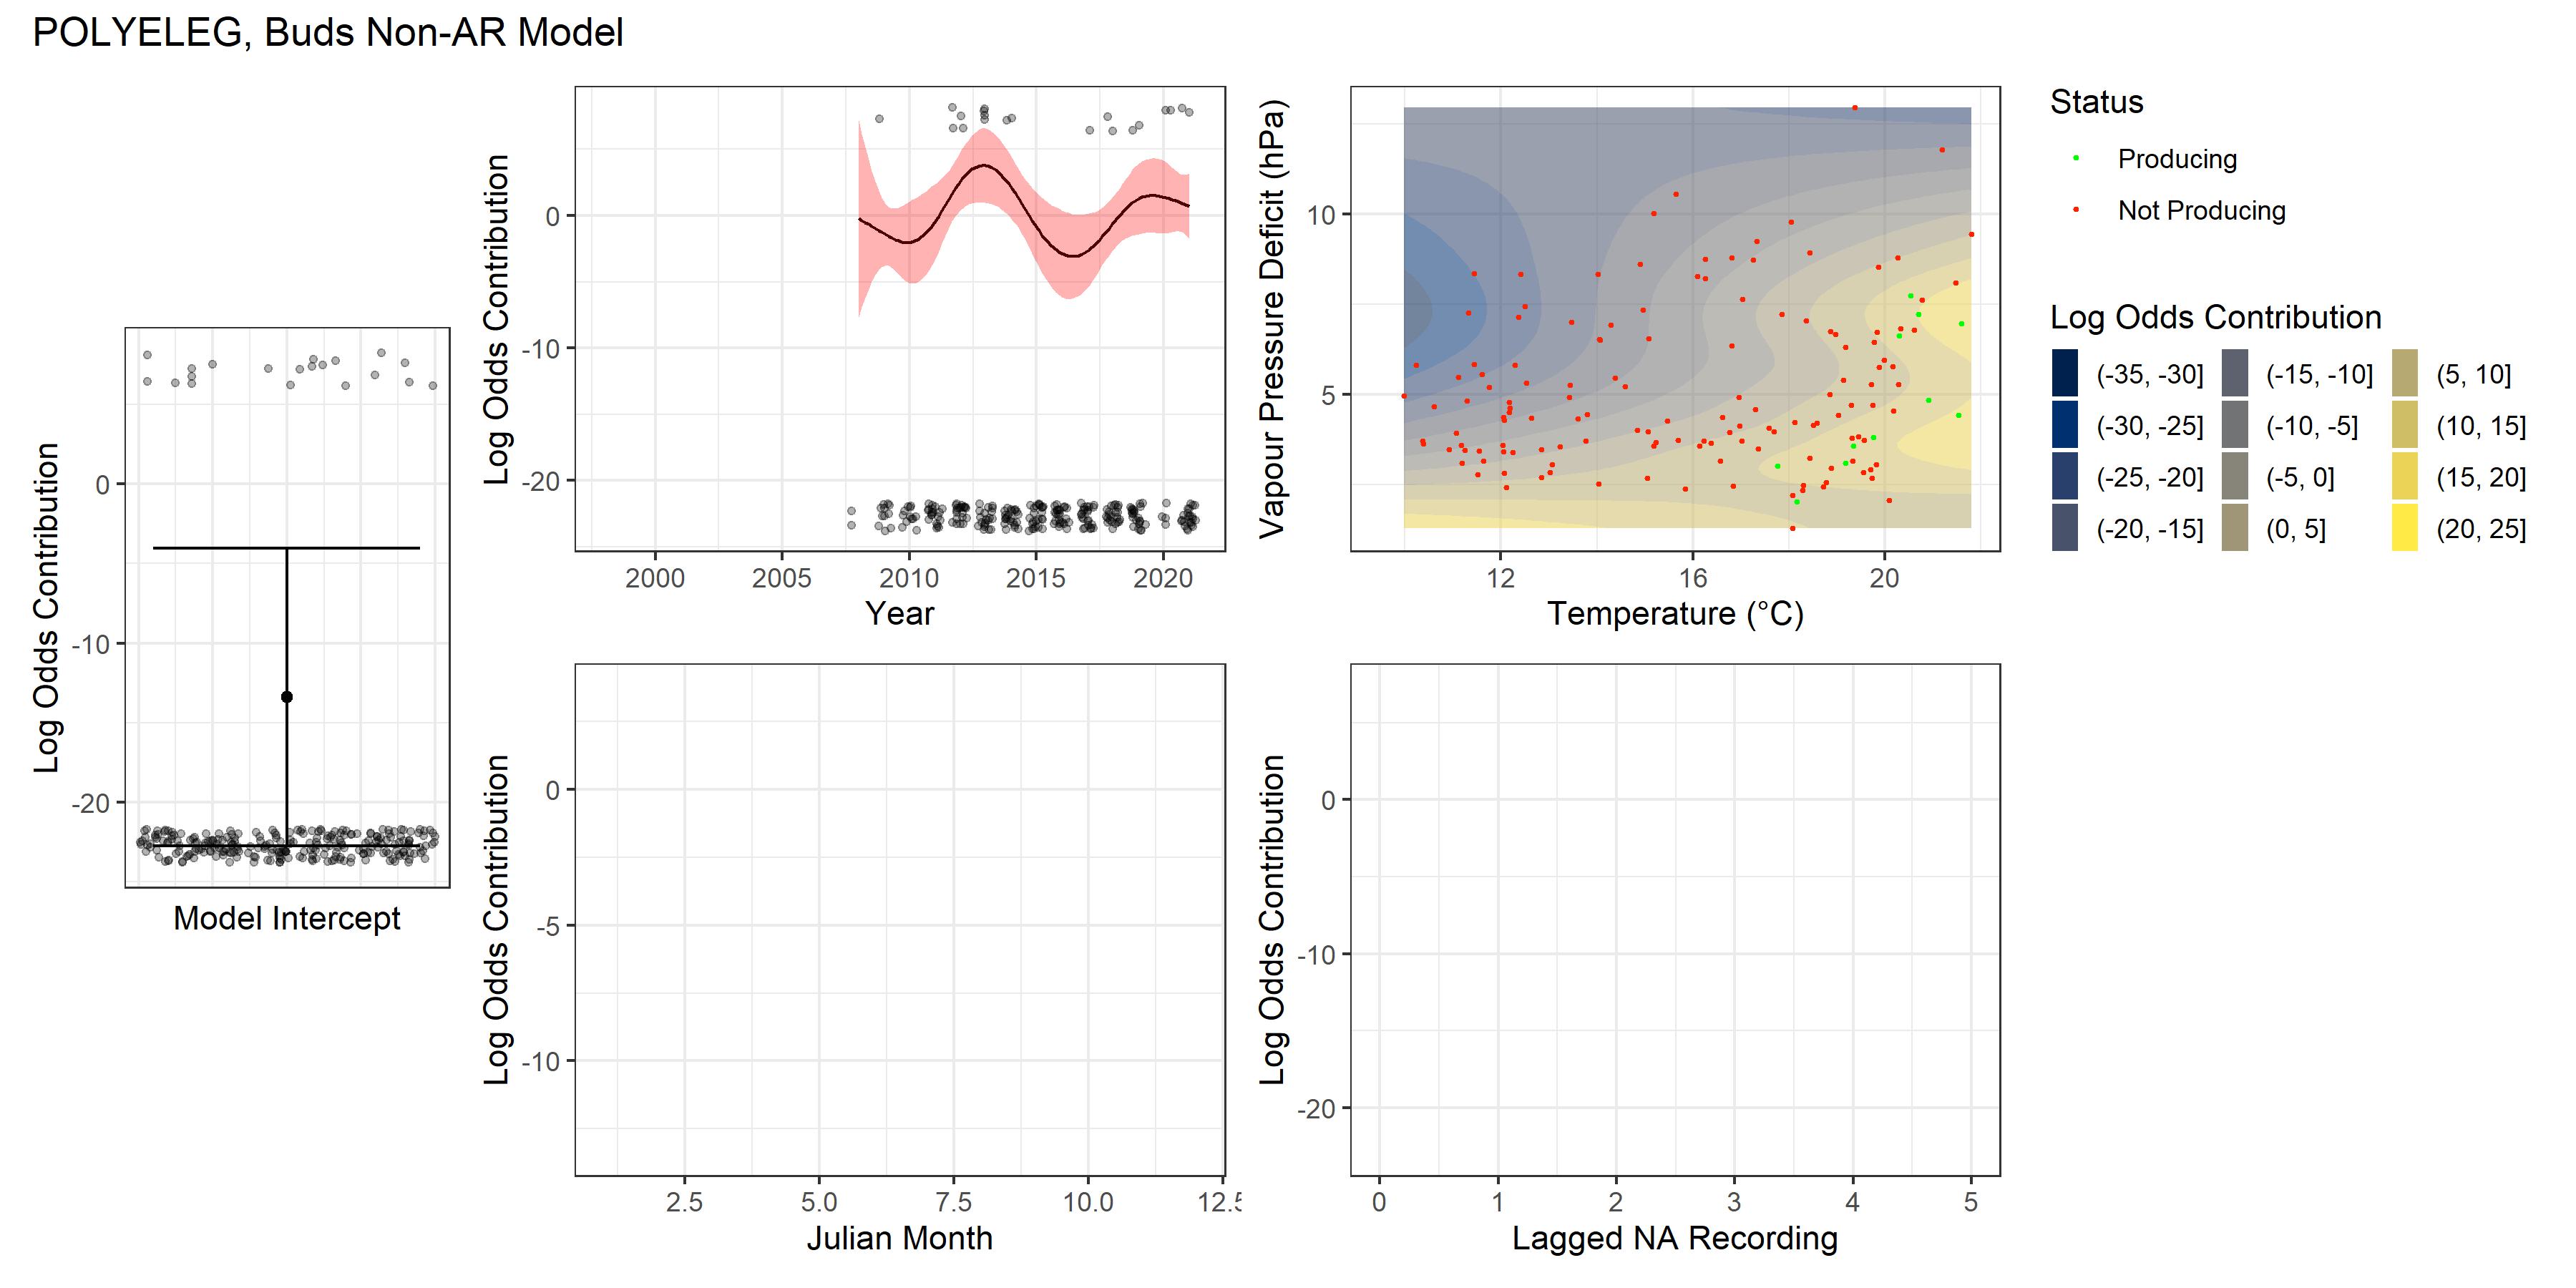 POLYELEG, Buds Non-AR Model
Log Odds Contribution
0
-10
-20
Model Intercept
Log Odds Contribution
0
-10
-20
2000 2005 2010 2015 2020
Year
Vapour Pressure Deficit (hPa)
10
5
12 16 20
Temperature (°C)
Status
Producing
Not Producing
Log Odds Contribution
(-35, -30] (-15, -10] (5, 10]
(-30, -25] (-10, -5] (10, 15]
(-25, -20] (-5, 0] (15, 20]
(-20, -15] (0, 5] (20, 25]
Log Odds Contribution
0
-5
-10
2.5 5.0 7.5 10.0 12.5
Julian Month
Log Odds Contribution
0
-10
-20
0 1 2 3 4 5
Lagged NA Recording